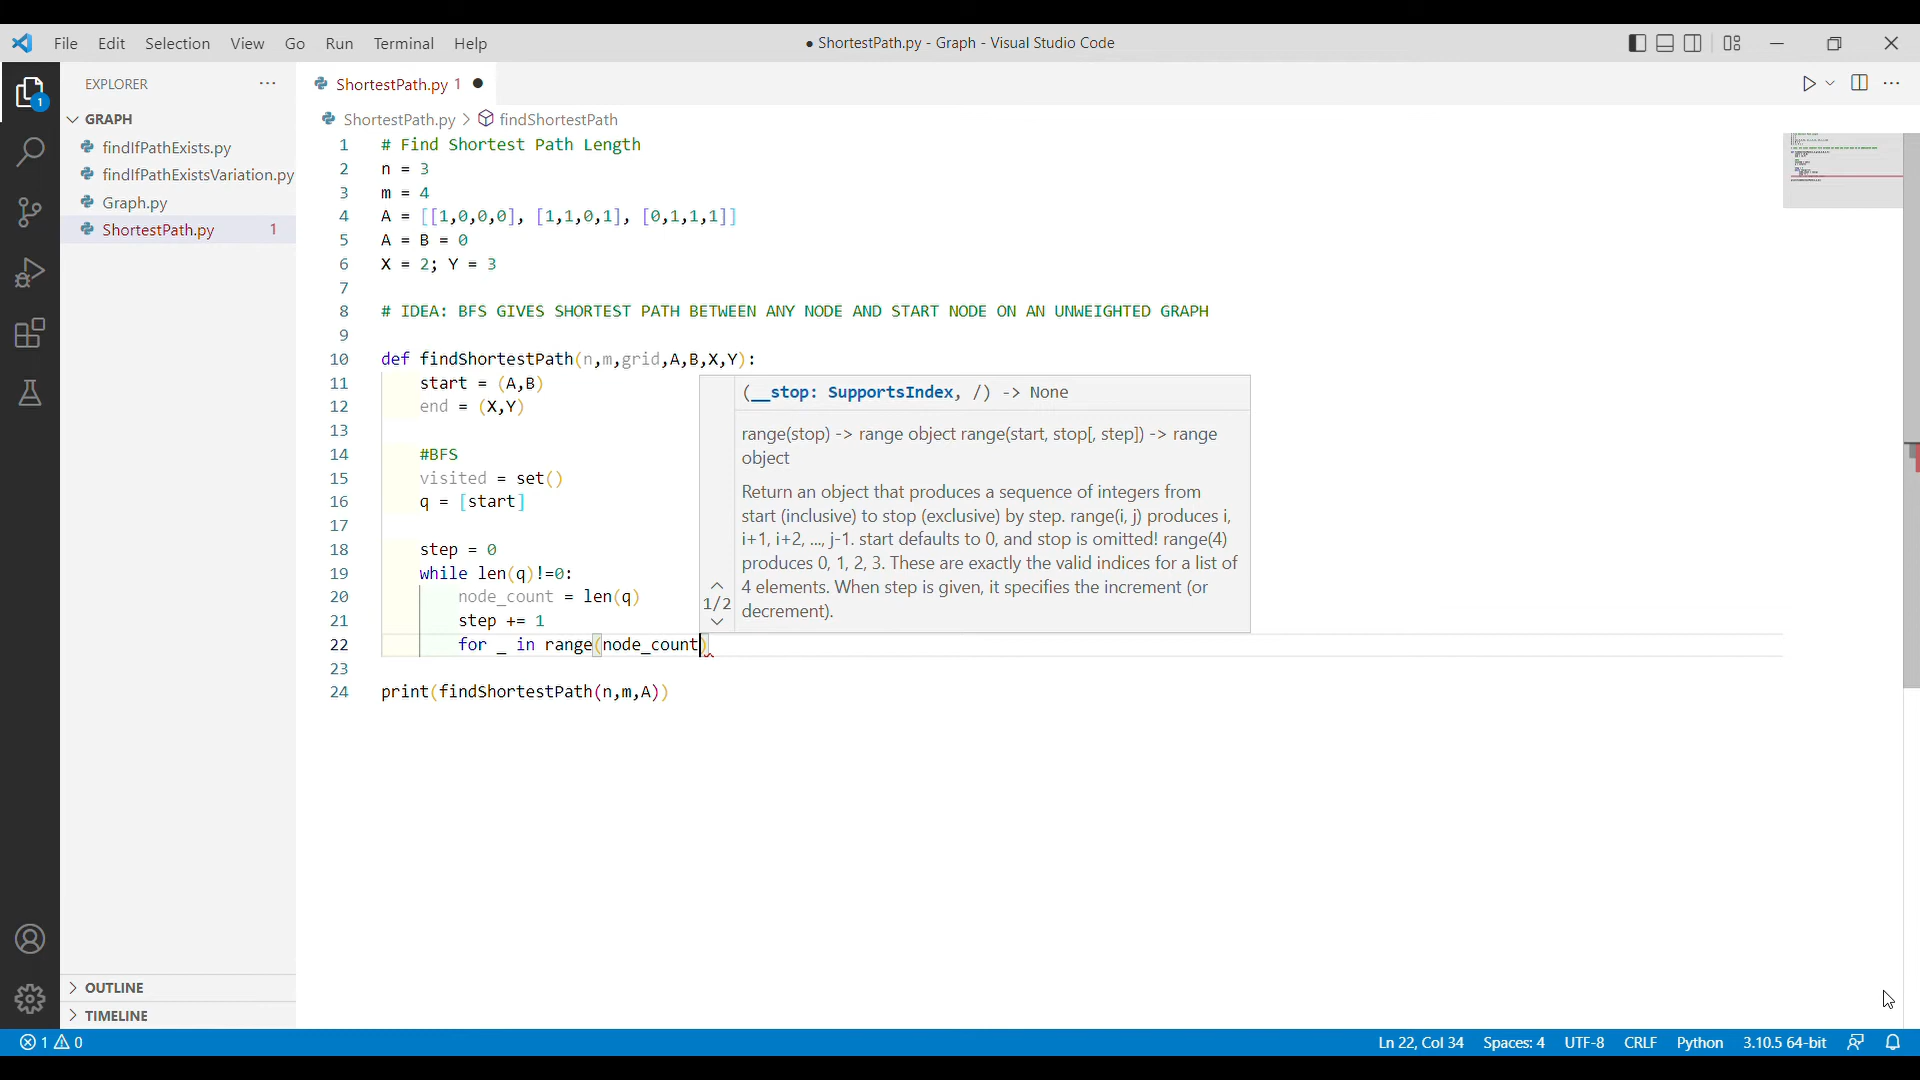 File Edit Selection View Go Run Terminal Help
● ShortestPath.py - Graph - Visual Studio Code
EXPLORER ···
ShortestPath.py 1 ●
1
GRAPH
findIfPathExists.py
findIfPathExistsVariation.py
Graph.py
ShortestPath.py 1
ShortestPath.py > findShortestPath
1 # Find Shortest Path Length
2 n = 3
3 m = 4
4 A = [[1,0,0,0], [1,1,0,1], [0,1,1,1]]
5 A = B = 0
6 X = 2; Y = 3
7
8 # IDEA: BFS GIVES SHORTEST PATH BETWEEN ANY NODE AND START NODE ON AN UNWEIGHTED GRAPH
9
10 def findShortestPath(n,m,grid,A,B,X,Y):
11 start = (A,B)
12 end = (X,Y)
13
14 #BFS
15 visited = set()
16 q = [start]
17
18 step = 0
19 while len(q)!=0:
20 node_count = len(q)
21 step += 1
22 for _ in range(node_count)
23
24 print(findShortestPath(n,m,A))
(__stop: SupportsIndex, /) -> None
range(stop) -> range object range(start, stop[, step]) -> range
object
Return an object that produces a sequence of integers from
start (inclusive) to stop (exclusive) by step. range(i, j) produces i,
i+1, i+2, ..., j-1. start defaults to 0, and stop is omitted! range(4)
produces 0, 1, 2, 3. These are exactly the valid indices for a list of
4 elements. When step is given, it specifies the increment (or
decrement).
1/2
OUTLINE
TIMELINE
1 0
Ln 22, Col 34 Spaces: 4 UTF-8 CRLF Python 3.10.5 64-bit